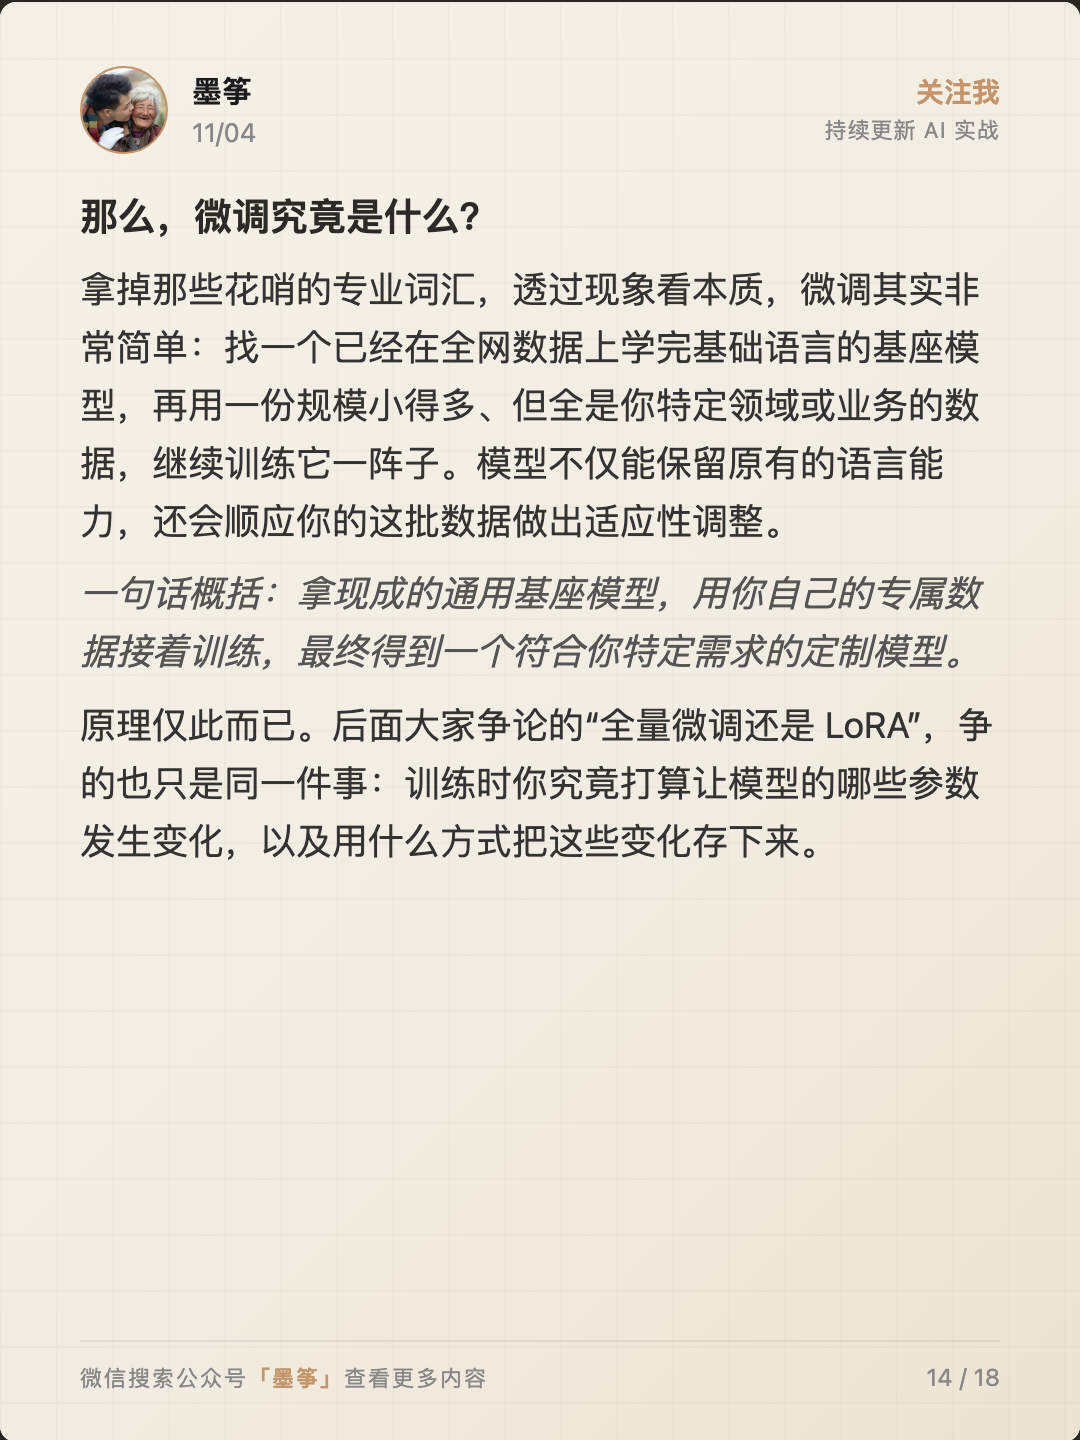 墨筝
11/04
关注我
持续更新 AI 实战
那么，微调究竟是什么？
拿掉那些花哨的专业词汇，透过现象看本质，微调其实非
常简单：找一个已经在全网数据上学完基础语言的基座模
型，再用一份规模小得多、但全是你特定领域或业务的数
据，继续训练它一阵子。模型不仅能保留原有的语言能
力，还会顺应你的这批数据做出适应性调整。
一句话概括：拿现成的通用基座模型，用你自己的专属数
据接着训练，最终得到一个符合你特定需求的定制模型。
原理仅此而已。后面大家争论的“全量微调还是 LoRA”，争
的也只是同一件事：训练时你究竟打算让模型的哪些参数
发生变化，以及用什么方式把这些变化存下来。
微信搜索公众号「墨筝」查看更多内容
14 / 18